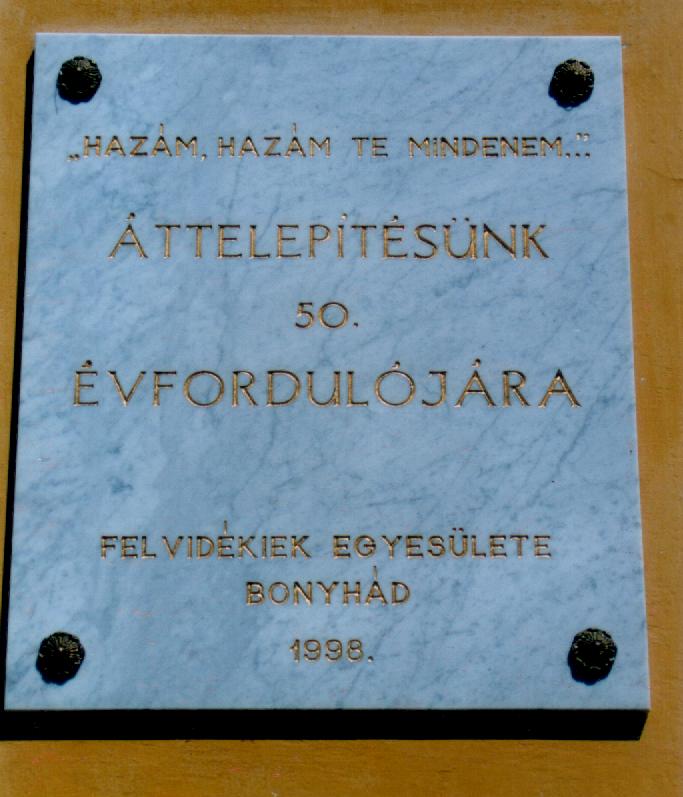 „HAZÁM, HAZÁM TE MINDENEM..."
ÁTTELEPÍTÉSÜNK
50.
ÉVFORDULÓJÁRA
FELVIDÉKIEK EGYESÜLETE
BONYHÁD
1998.